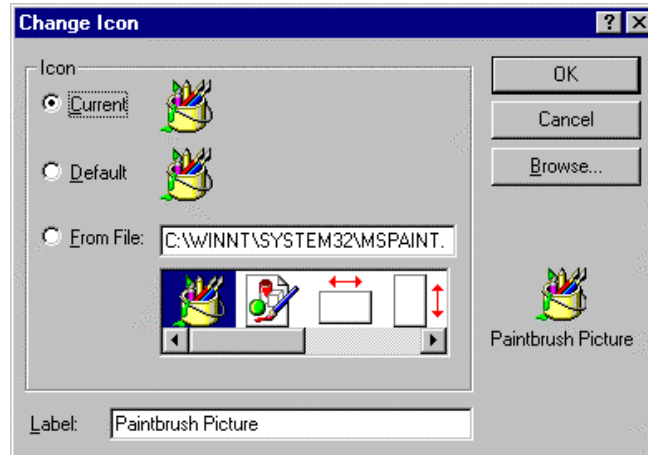 Change Icon
Icon
Current
Default
From File:
C:\WINNT\SYSTEM32\MSPAINT.
OK
Cancel
Browse...
Paintbrush Picture
Label:
Paintbrush Picture